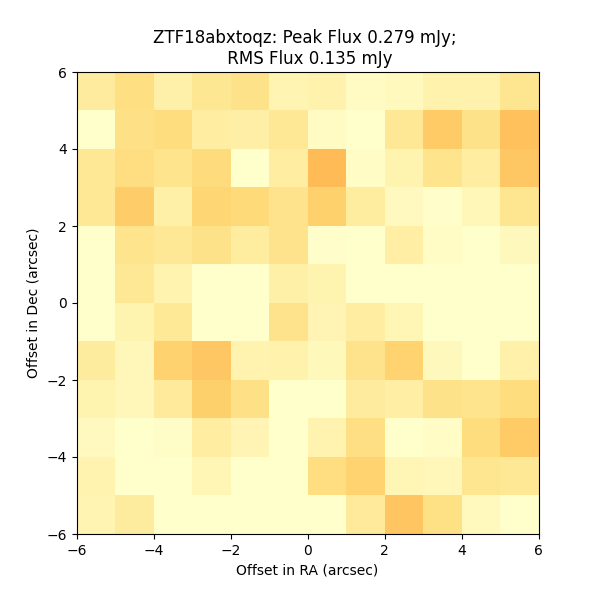 ZTF18abxtoqz: Peak Flux 0.279 mJy;
RMS Flux 0.135 mJy
6
4
2
0
−2
−4
−6
Offset in Dec (arcsec)
−6 −4 −2 0 2 4 6
Offset in RA (arcsec)